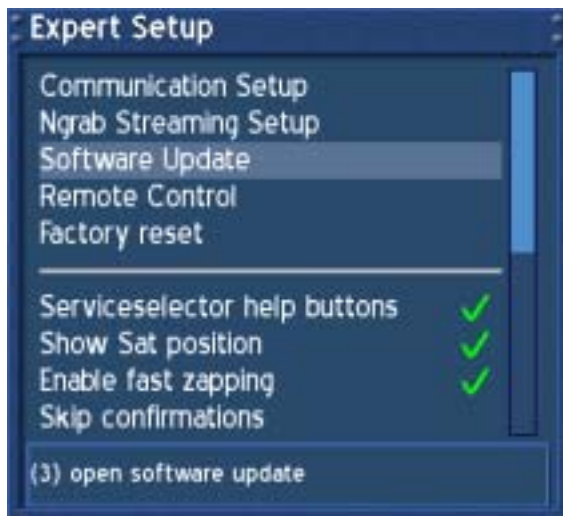 Expert Setup
Communication Setup
Ngrab Streaming Setup
Software Update
Remote Control
Factory reset
Serviceselector help buttons
Show Sat position
Enable fast zapping
Skip confirmations
(3) open software update